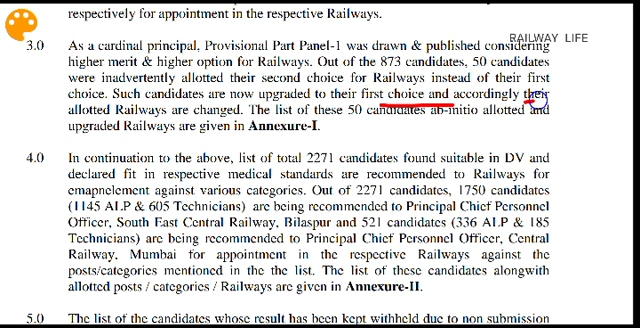 respectively for appointment in the respective Railways.
RAILWAY LIFE
3.0 As a cardinal principal, Provisional Part Panel-1 was drawn & published considering
higher merit & higher option for Railways. Out of the 873 candidates, 50 candidates
were inadvertently allotted their second choice for Railways instead of their first
choice. Such candidates are now upgraded to their first choice and accordingly their
allotted Railways are changed. The list of these 50 candidates ab-initio allotted and
upgraded Railways are given in Annexure-I.
4.0 In continuation to the above, list of total 2271 candidates found suitable in DV and
declared fit in respective medical standards are recommended to Railways for
emapnelement against various categories. Out of 2271 candidates, 1750 candidates
(1145 ALP & 605 Technicians) are being recommended to Principal Chief Personnel
Officer, South East Central Railway, Bilaspur and 521 candidates (336 ALP & 185
Technicians) are being recommended to Principal Chief Personnel Officer, Central
Railway, Mumbai for appointment in the respective Railways against the
posts/categories mentioned in the the list. The list of these candidates alongwith
allotted posts / categories / Railways are given in Annexure-II.
5.0 The list of the candidates whose result has been kept withheld due to non submission